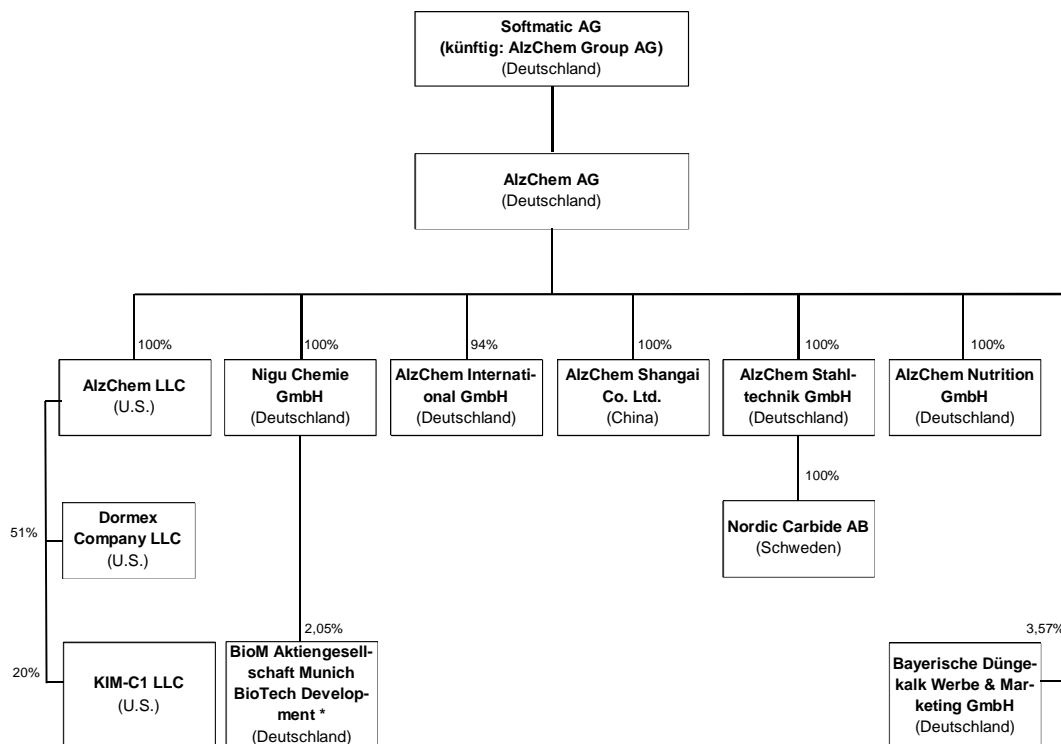 Softmatic AG
(künftig: AlzChem Group AG)
(Deutschland)
AlzChem AG
(Deutschland)
100%
100%
94%
100%
100%
100%
AlzChem LLC
(U.S.)
Nigu Chemie
GmbH
(Deutschland)
AlzChem Internati-
onal GmbH
(Deutschland)
AlzChem Shangai
Co. Ltd.
(China)
AlzChem Stahl-
technik GmbH
(Deutschland)
AlzChem Nutrition
GmbH
(Deutschland)
100%
51%
Dormex
Company LLC
(U.S.)
Nordic Carbide AB
(Schweden)
20%
KIM-C1 LLC
(U.S.)
2,05%
BioM Aktiengesell-
schaft Munich
BioTech Develop-
ment *
(Deutschland)
3,57%
Bayerische Dünge-
kalk Werbe & Mar-
keting GmbH
(Deutschland)